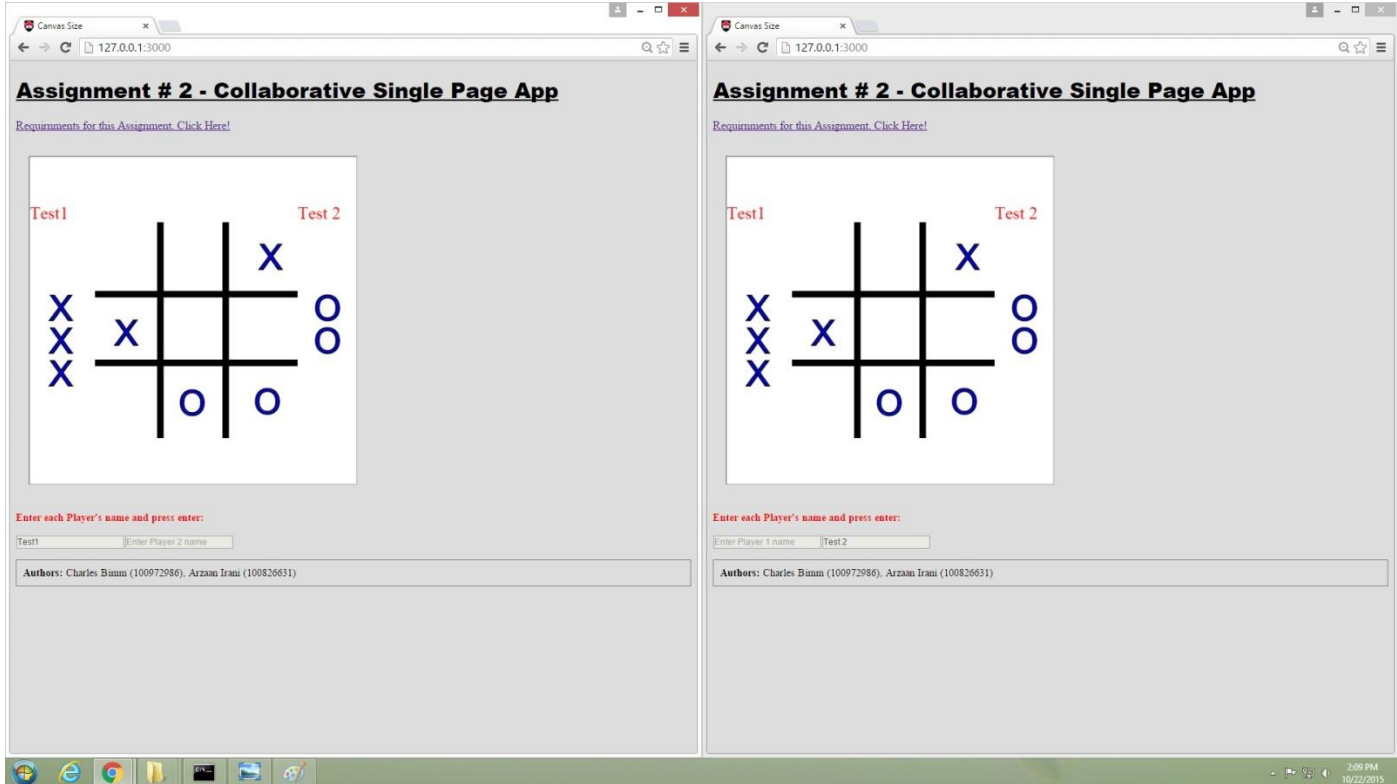 Canvas Size
127.0.0.1:3000
Assignment # 2 - Collaborative Single Page App
Requirnments for this Assignment. Click Here!
Test1 Test 2
X
X O
X X O
X
O O
Enter each Player's name and press enter:
Test1 Enter Player 2 name
Authors: Charles Bimm (100972986), Arzaan Irani (100826631)
Canvas Size
127.0.0.1:3000
Assignment # 2 - Collaborative Single Page App
Requirnments for this Assignment. Click Here!
Test1 Test 2
X
X O
X X O
X
O O
Enter each Player's name and press enter:
Enter Player 1 name Test 2
Authors: Charles Bimm (100972986), Arzaan Irani (100826631)
2:09 PM
10/22/2015